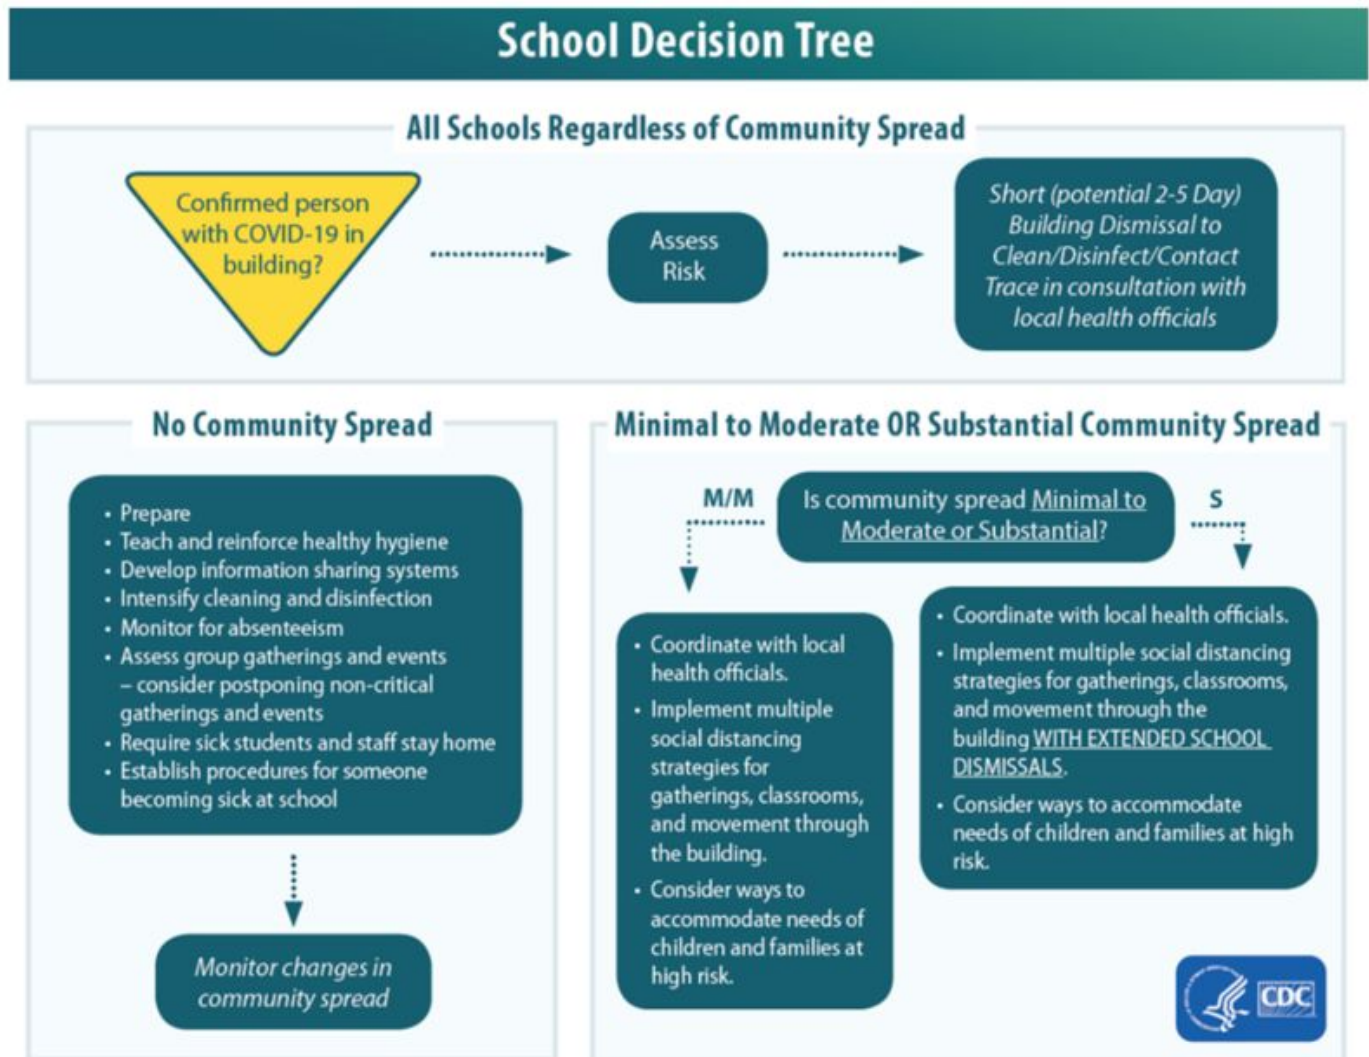 School Decision Tree
All Schools Regardless of Community Spread
Confirmed person
with COVID-19 in
building?
Assess
Risk
Short (potential 2-5 Day)
Building Dismissal to
Clean/Disinfect/Contact
Trace in consultation with
local health officials
No Community Spread
• Prepare
• Teach and reinforce healthy hygiene
• Develop information sharing systems
• Intensify cleaning and disinfection
• Monitor for absenteeism
• Assess group gatherings and events
– consider postponing non-critical
gatherings and events
• Require sick students and staff stay home
• Establish procedures for someone
becoming sick at school
Monitor changes in
community spread
Minimal to Moderate OR Substantial Community Spread
Is community spread Minimal to
Moderate or Substantial?
M/M
• Coordinate with local
health officials.
• Implement multiple
social distancing
strategies for
gatherings, classrooms,
and movement through
the building.
• Consider ways to
accommodate needs of
children and families at
high risk.
S
• Coordinate with local health officials.
• Implement multiple social distancing
strategies for gatherings, classrooms,
and movement through the
building WITH EXTENDED SCHOOL
DISMISSALS.
• Consider ways to accommodate
needs of children and families at high
risk.
CDC